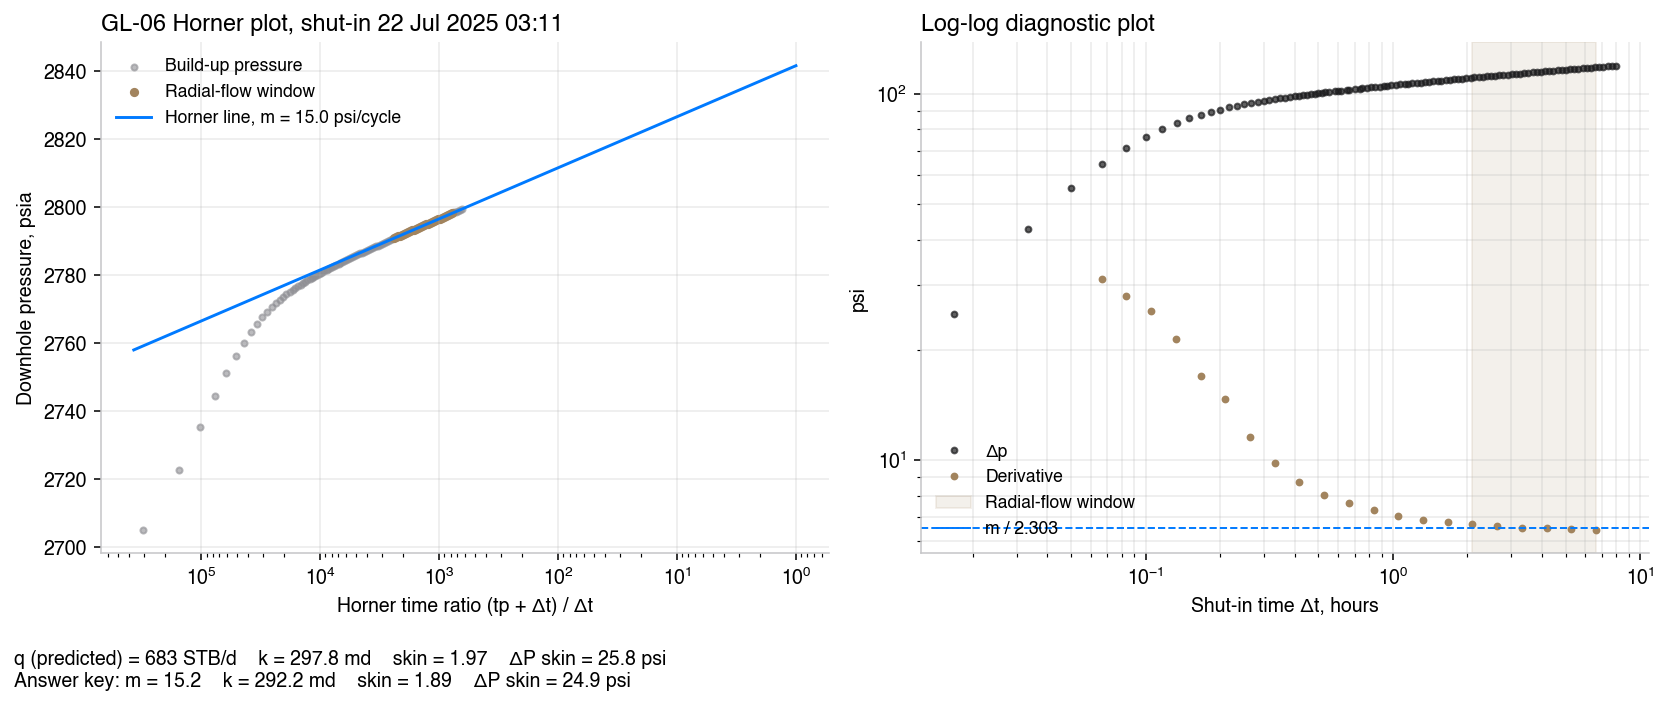 GL-06 Horner plot, shut-in 22 Jul 2025 03:11
Build-up pressure
Radial-flow window
Horner line, m = 15.0 psi/cycle
Downhole pressure, psia
2840
2820
2800
2780
2760
2740
2720
2700
10⁵
10⁴
10³
10²
10¹
10⁰
Horner time ratio (tp + Δt) / Δt
Log-log diagnostic plot
psi
10²
10¹
Δp
Derivative
Radial-flow window
m / 2.303
10⁻¹
10⁰
10¹
Shut-in time Δt, hours
q (predicted) = 683 STB/d    k = 297.8 md    skin = 1.97    ΔP skin = 25.8 psi
Answer key: m = 15.2    k = 292.2 md    skin = 1.89    ΔP skin = 24.9 psi